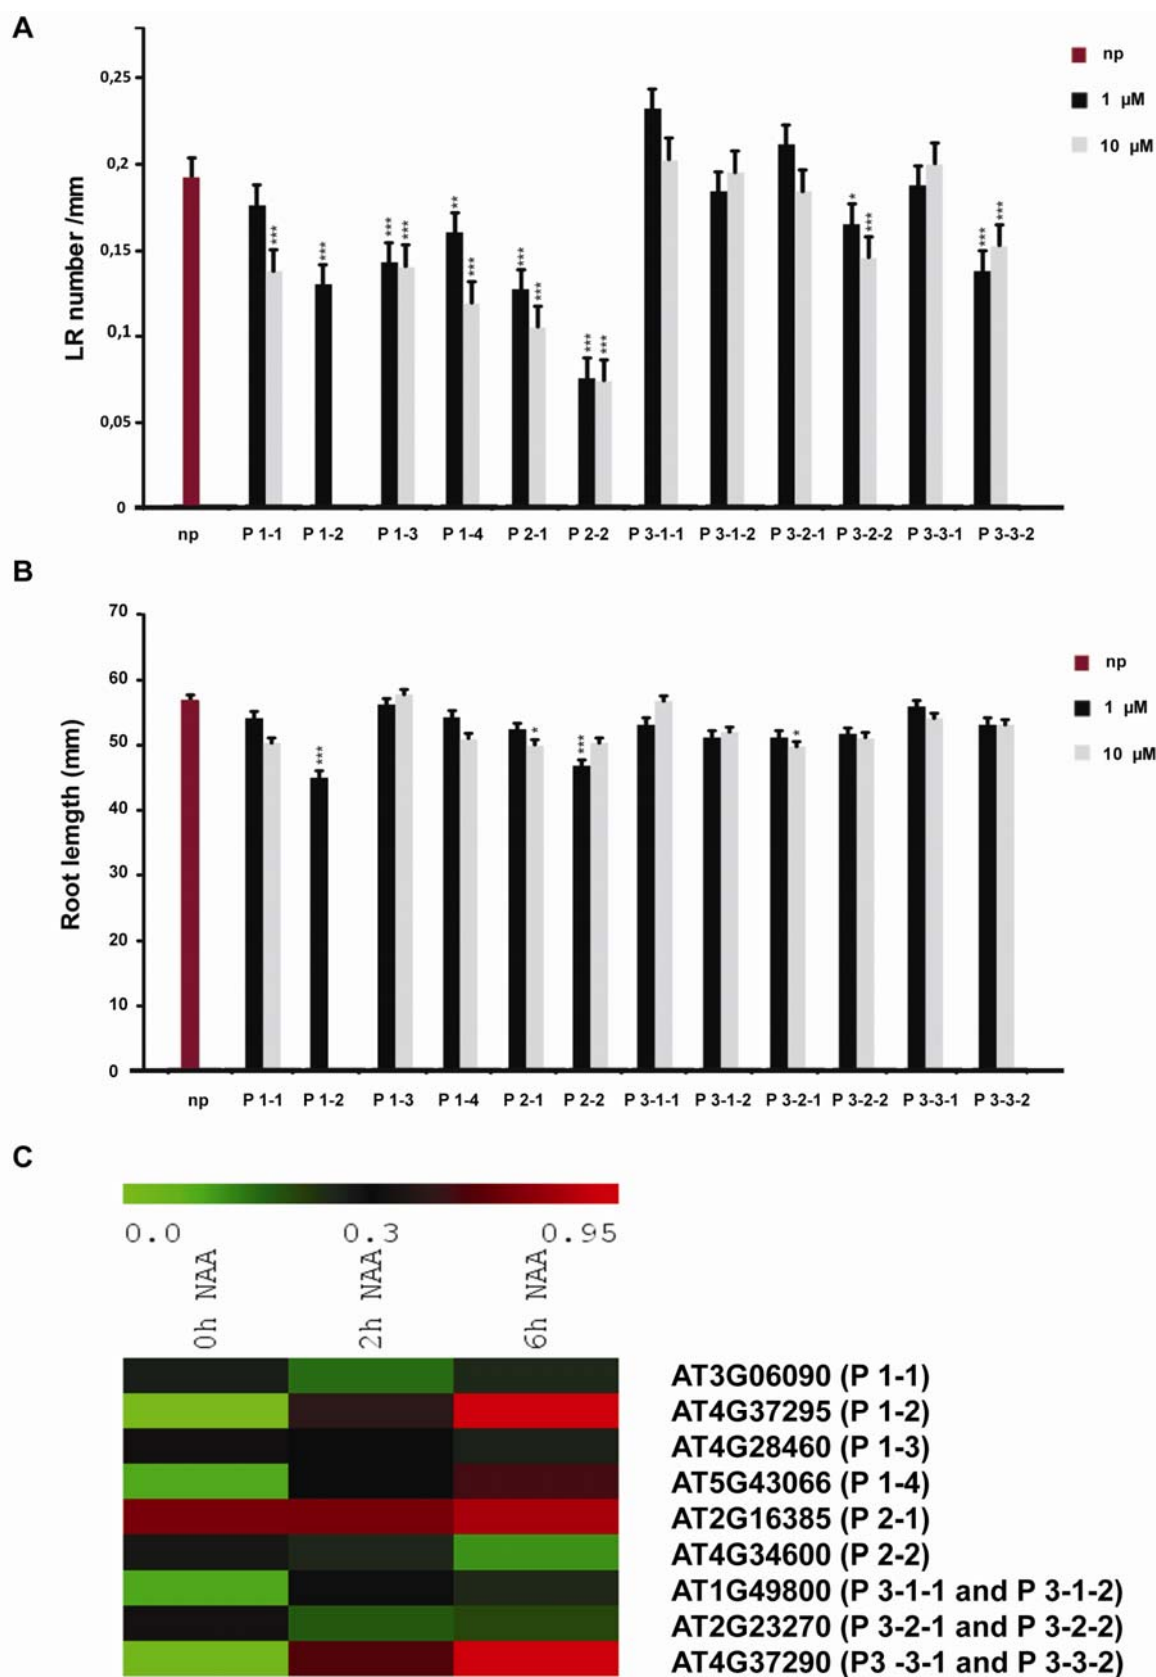 A
0,25
0,2
0,15
0,1
0,05
0
LR number /mm
np
1 µM
10 µM
***
***
***
***
**
***
***
***
***
***
*
***
***
***
np P 1-1 P 1-2 P 1-3 P 1-4 P 2-1 P 2-2 P 3-1-1 P 3-1-2 P 3-2-1 P 3-2-2 P 3-3-1 P 3-3-2
B
70
60
50
40
30
20
10
0
Root lemgth (mm)
np
1 µM
10 µM
***
*
***
*
np P 1-1 P 1-2 P 1-3 P 1-4 P 2-1 P 2-2 P 3-1-1 P 3-1-2 P 3-2-1 P 3-2-2 P 3-3-1 P 3-3-2
C
0.0 0.3 0.95
0h NAA
2h NAA
6h NAA
AT3G06090 (P 1-1)
AT4G37295 (P 1-2)
AT4G28460 (P 1-3)
AT5G43066 (P 1-4)
AT2G16385 (P 2-1)
AT4G34600 (P 2-2)
AT1G49800 (P 3-1-1 and P 3-1-2)
AT2G23270 (P 3-2-1 and P 3-2-2)
AT4G37290 (P3 -3-1 and P 3-3-2)